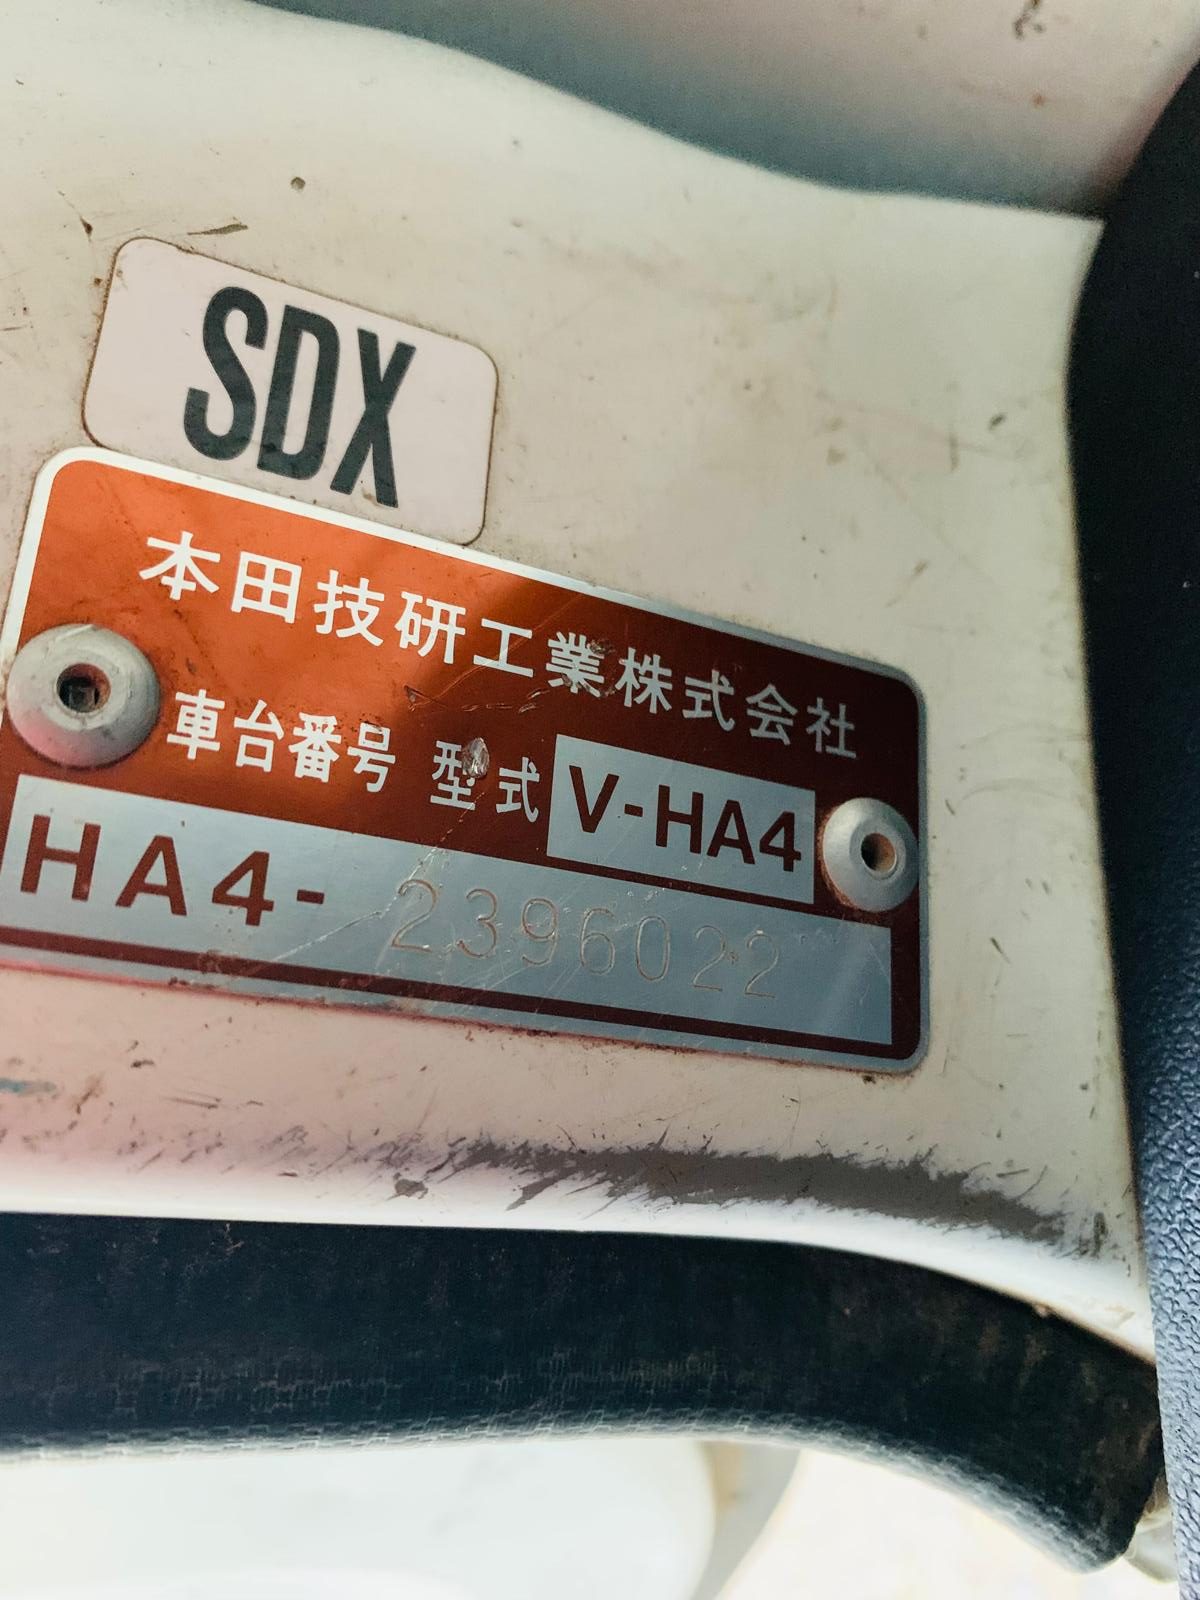 SDX
本田技研工業株式会社
車台番号 型式 V-HA4
HA4- 2396022